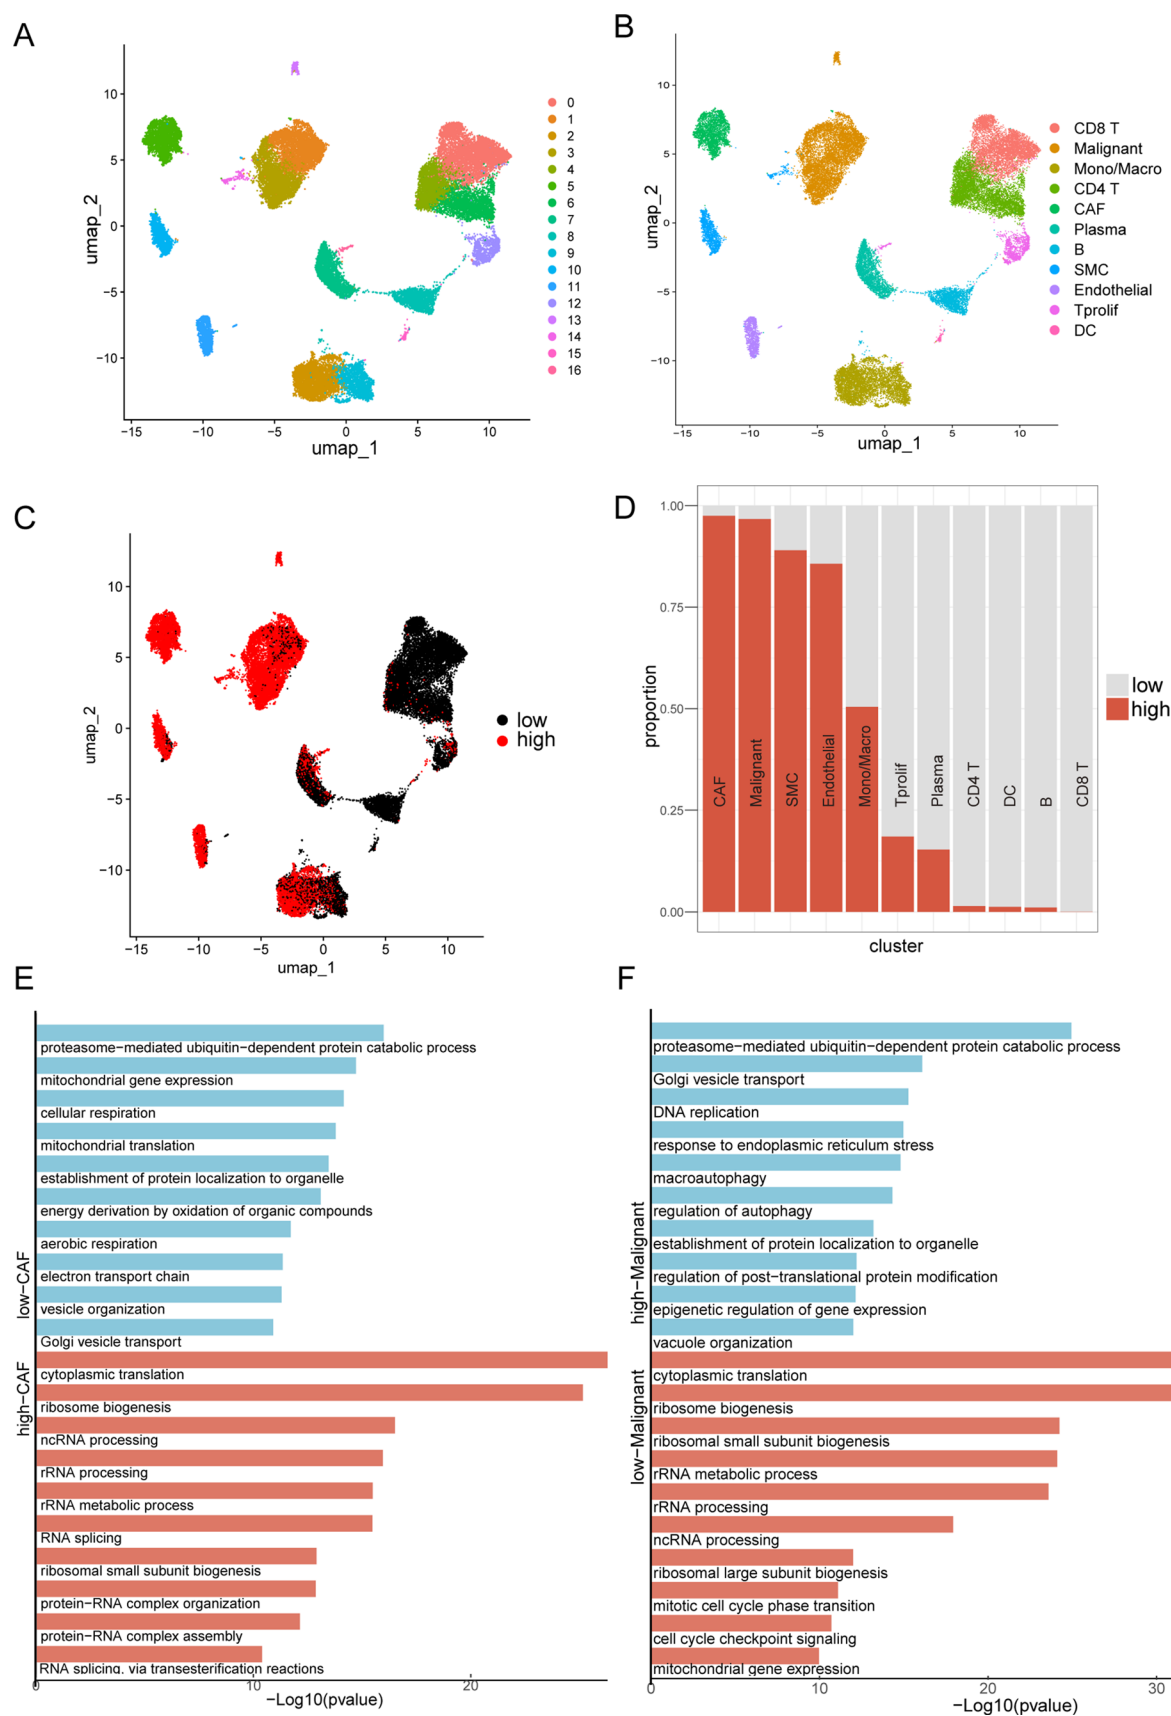 A
umap_2
10
5
0
−5
−10
−15
−10
−5
0
5
10
umap_1
0
1
2
3
4
5
6
7
8
9
10
11
12
13
14
15
16
B
umap_2
10
5
0
−5
−10
−15
−10
−5
0
5
10
umap_1
CD8 T
Malignant
Mono/Macro
CD4 T
CAF
Plasma
B
SMC
Endothelial
Tprolif
DC
C
umap_2
10
5
0
−5
−10
−15
−10
−5
0
5
10
umap_1
low
high
D
proportion
1.00
0.75
0.50
0.25
0.00
CAF
Malignant
SMC
Endothelial
Mono/Macro
Tprolif
Plasma
CD4 T
DC
B
CD8 T
cluster
low
high
E
low−CAF
proteasome−mediated ubiquitin−dependent protein catabolic process
mitochondrial gene expression
cellular respiration
mitochondrial translation
establishment of protein localization to organelle
energy derivation by oxidation of organic compounds
aerobic respiration
electron transport chain
vesicle organization
Golgi vesicle transport
high−CAF
cytoplasmic translation
ribosome biogenesis
ncRNA processing
rRNA processing
rRNA metabolic process
RNA splicing
ribosomal small subunit biogenesis
protein−RNA complex organization
protein−RNA complex assembly
RNA splicing, via transesterification reactions
0
10
20
−Log10(pvalue)
F
high−Malignant
proteasome−mediated ubiquitin−dependent protein catabolic process
Golgi vesicle transport
DNA replication
response to endoplasmic reticulum stress
macroautophagy
regulation of autophagy
establishment of protein localization to organelle
regulation of post−translational protein modification
epigenetic regulation of gene expression
vacuole organization
low−Malignant
cytoplasmic translation
ribosome biogenesis
ribosomal small subunit biogenesis
rRNA metabolic process
rRNA processing
ncRNA processing
ribosomal large subunit biogenesis
mitotic cell cycle phase transition
cell cycle checkpoint signaling
mitochondrial gene expression
0
10
20
30
−Log10(pvalue)